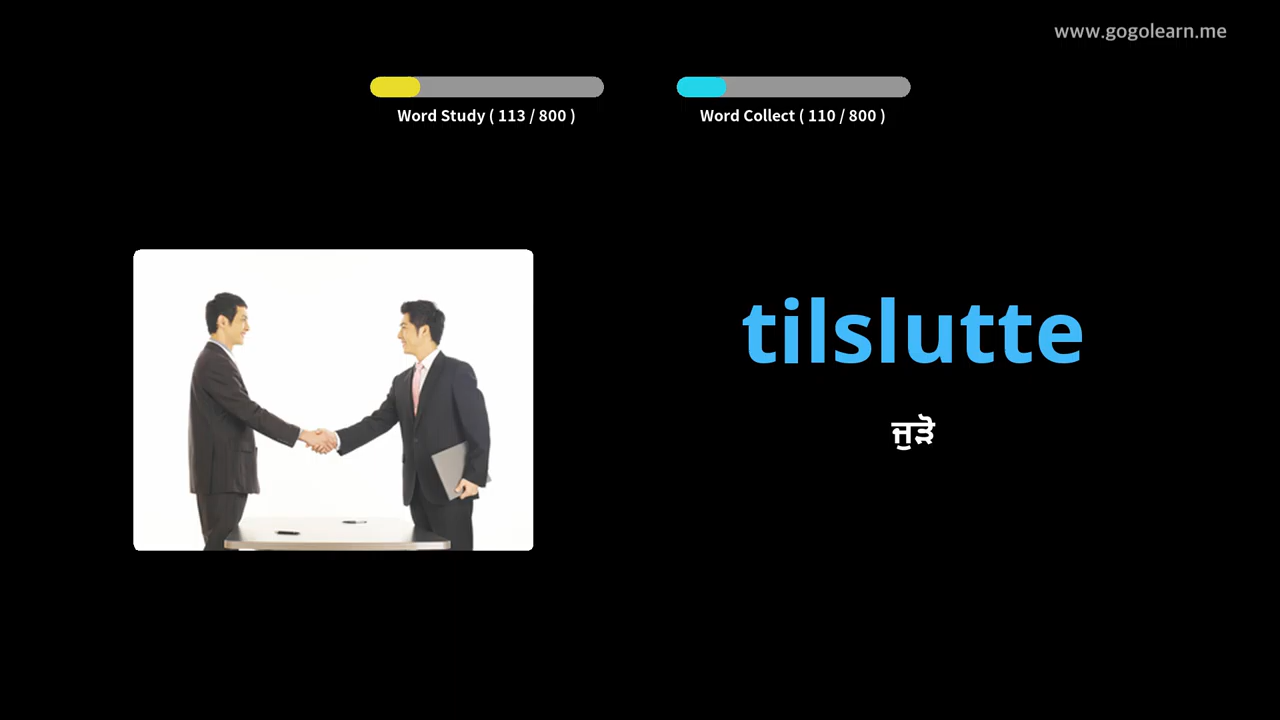 www.gogolearn.me
Word Study ( 113 / 800 )
Word Collect ( 110 / 800 )
tilslutte
ਜੁੜੋ